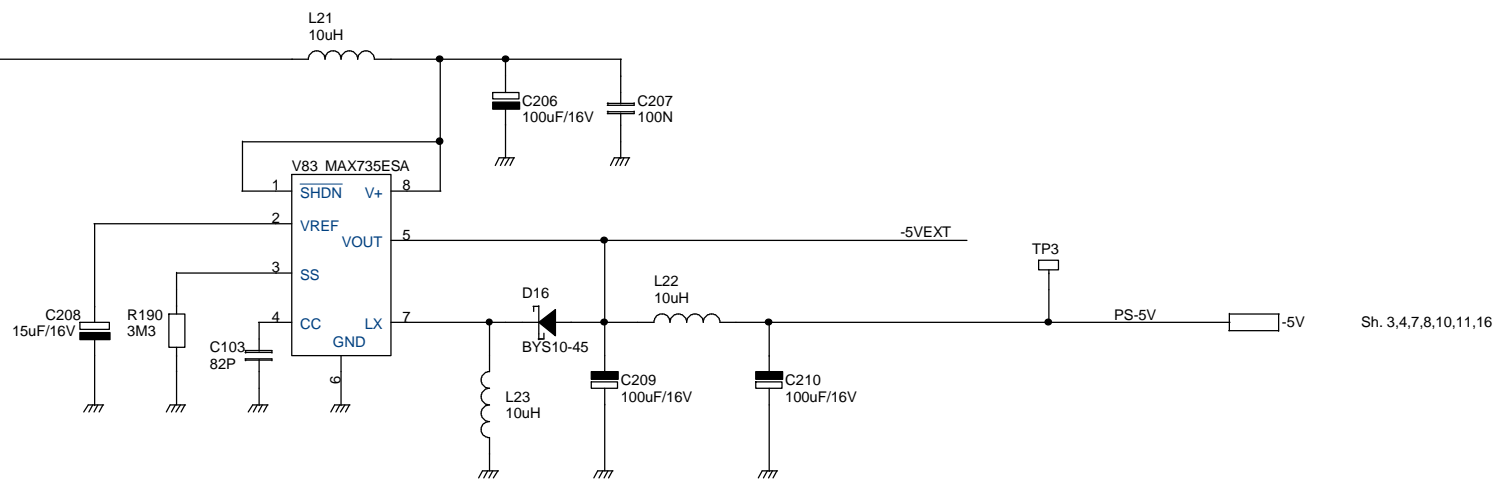 L21
10uH
C206
100uF/16V
C207
100N
V83 MAX735ESA
1 SHDN V+ 8
2 VREF
VOUT 5
-5VEXT
TP3
3 SS
L22
10uH
D16
C208
15uF/16V
R190
3M3
4 CC LX 7
PS-5V
-5V
Sh. 3,4,7,8,10,11,16
GND
BYS10-45
C103
82P
6
C209
100uF/16V
C210
100uF/16V
L23
10uH